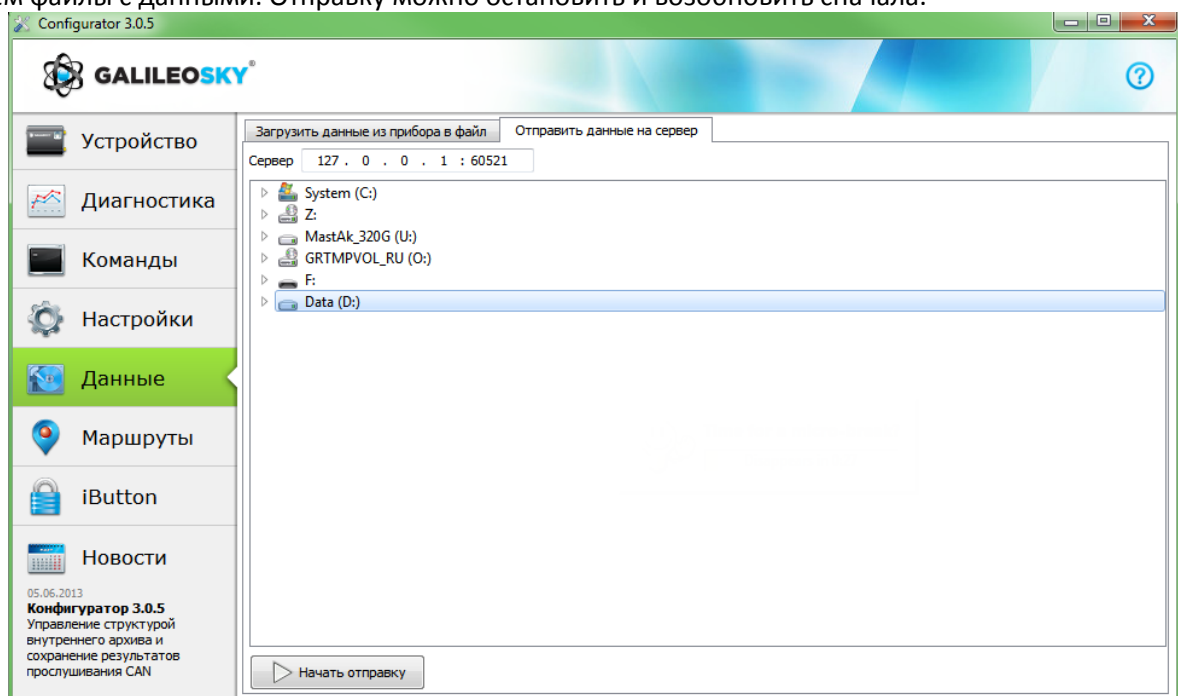 ем файлы с данными. Отправку можно остановить и возобновить сначала.
Configurator 3.0.5
GALILEOSKY®
Устройство
Диагностика
Команды
Настройки
Данные
Маршруты
iButton
Новости
05.06.2013
Конфигуратор 3.0.5
Управление структурой
внутреннего архива и
сохранение результатов
прослушивания CAN
Загрузить данные из прибора в файл
Отправить данные на сервер
Сервер 127 . 0 . 0 . 1 : 60521
System (C:)
Z:
MastAk_320G (U:)
GRTMPVOL_RU (O:)
F:
Data (D:)
Начать отправку